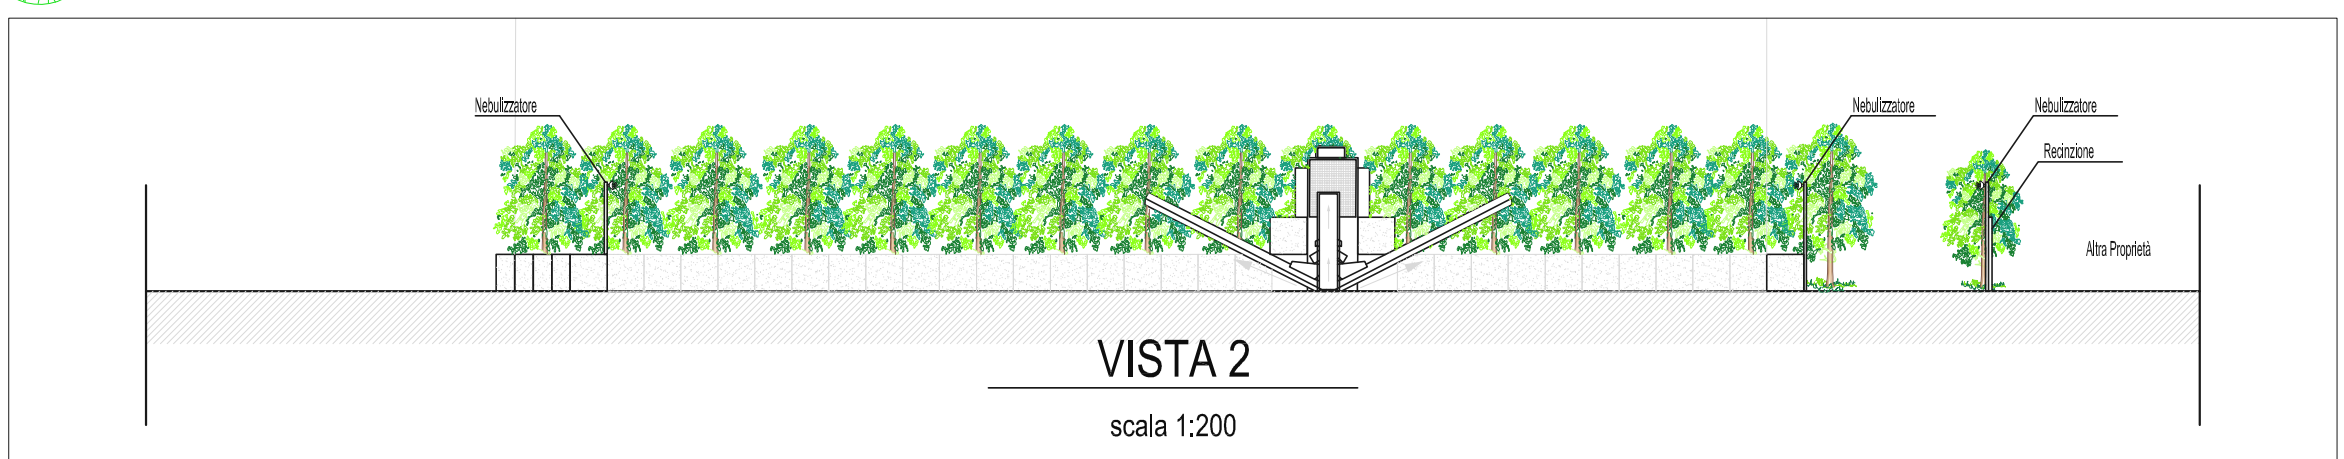 Nebulizzatore
Nebulizzatore
Nebulizzatore
Recinzione
Altra Proprietà
VISTA 2
scala 1:200